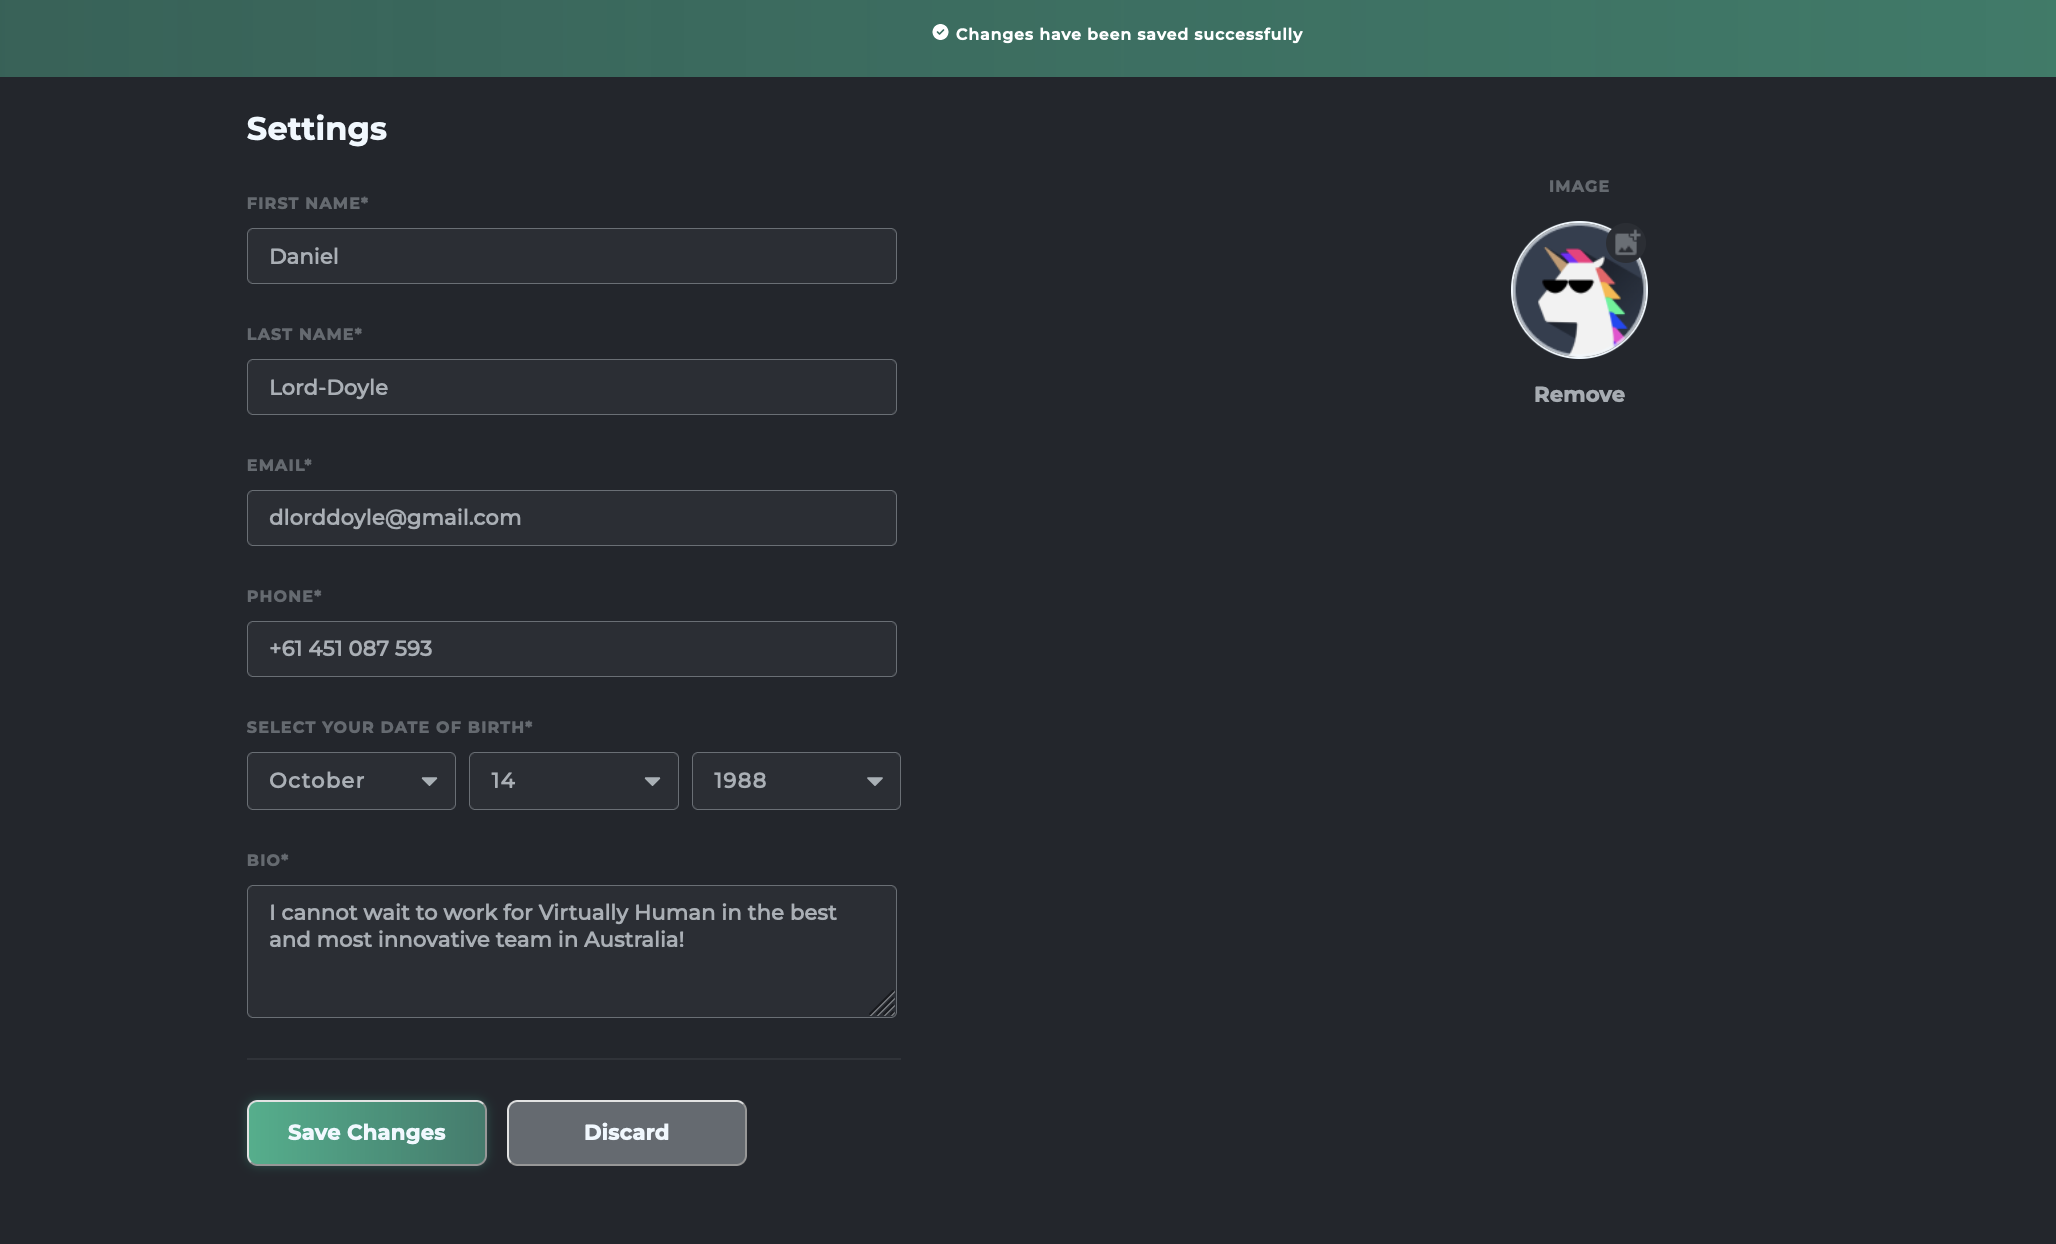 Changes have been saved successfully
Settings
FIRST NAME*
Daniel
LAST NAME*
Lord-Doyle
EMAIL*
dlorddoyle@gmail.com
PHONE*
+61 451 087 593
SELECT YOUR DATE OF BIRTH*
October 14 1988
BIO*
I cannot wait to work for Virtually Human in the best
and most innovative team in Australia!
Save Changes Discard
IMAGE
Remove